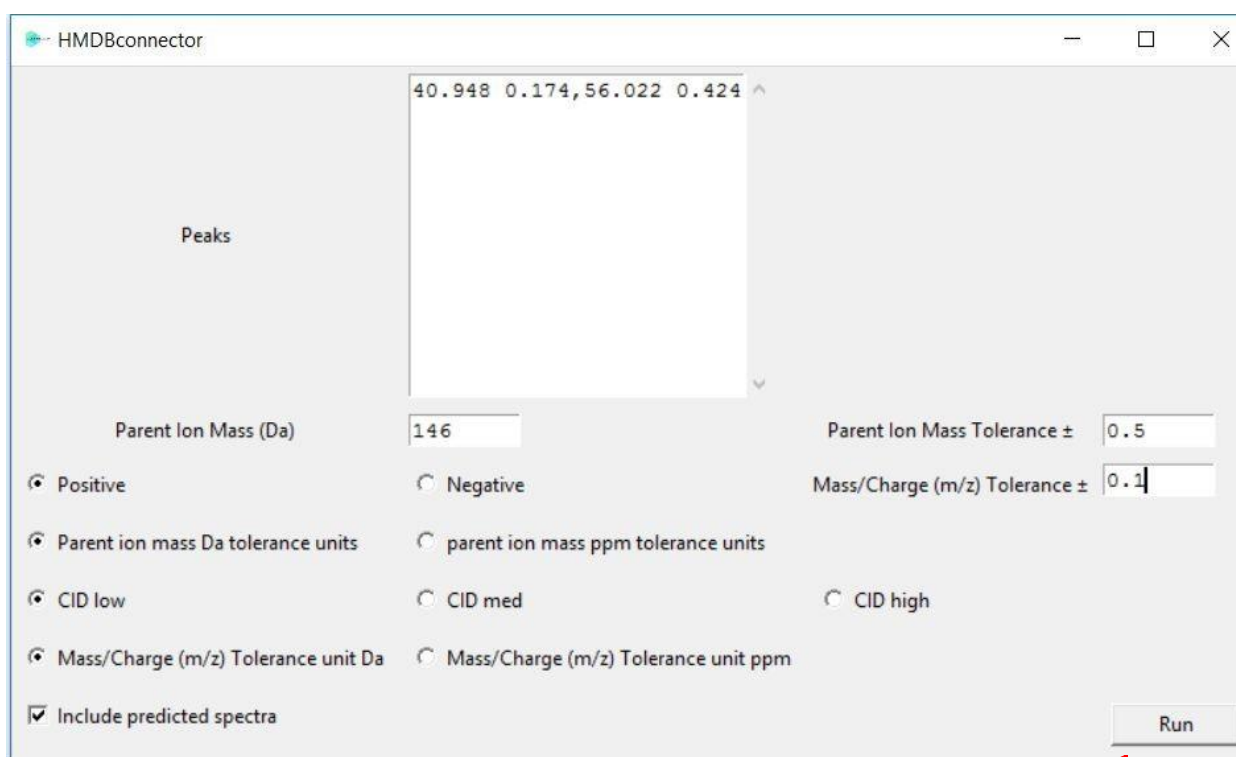 HMDBconnector
40.948 0.174,56.022 0.424
Peaks
Parent Ion Mass (Da) 146 Parent Ion Mass Tolerance ± 0.5
Positive Negative Mass/Charge (m/z) Tolerance ± 0.1
Parent ion mass Da tolerance units parent ion mass ppm tolerance units
CID low CID med CID high
Mass/Charge (m/z) Tolerance unit Da Mass/Charge (m/z) Tolerance unit ppm
Include predicted spectra
Run